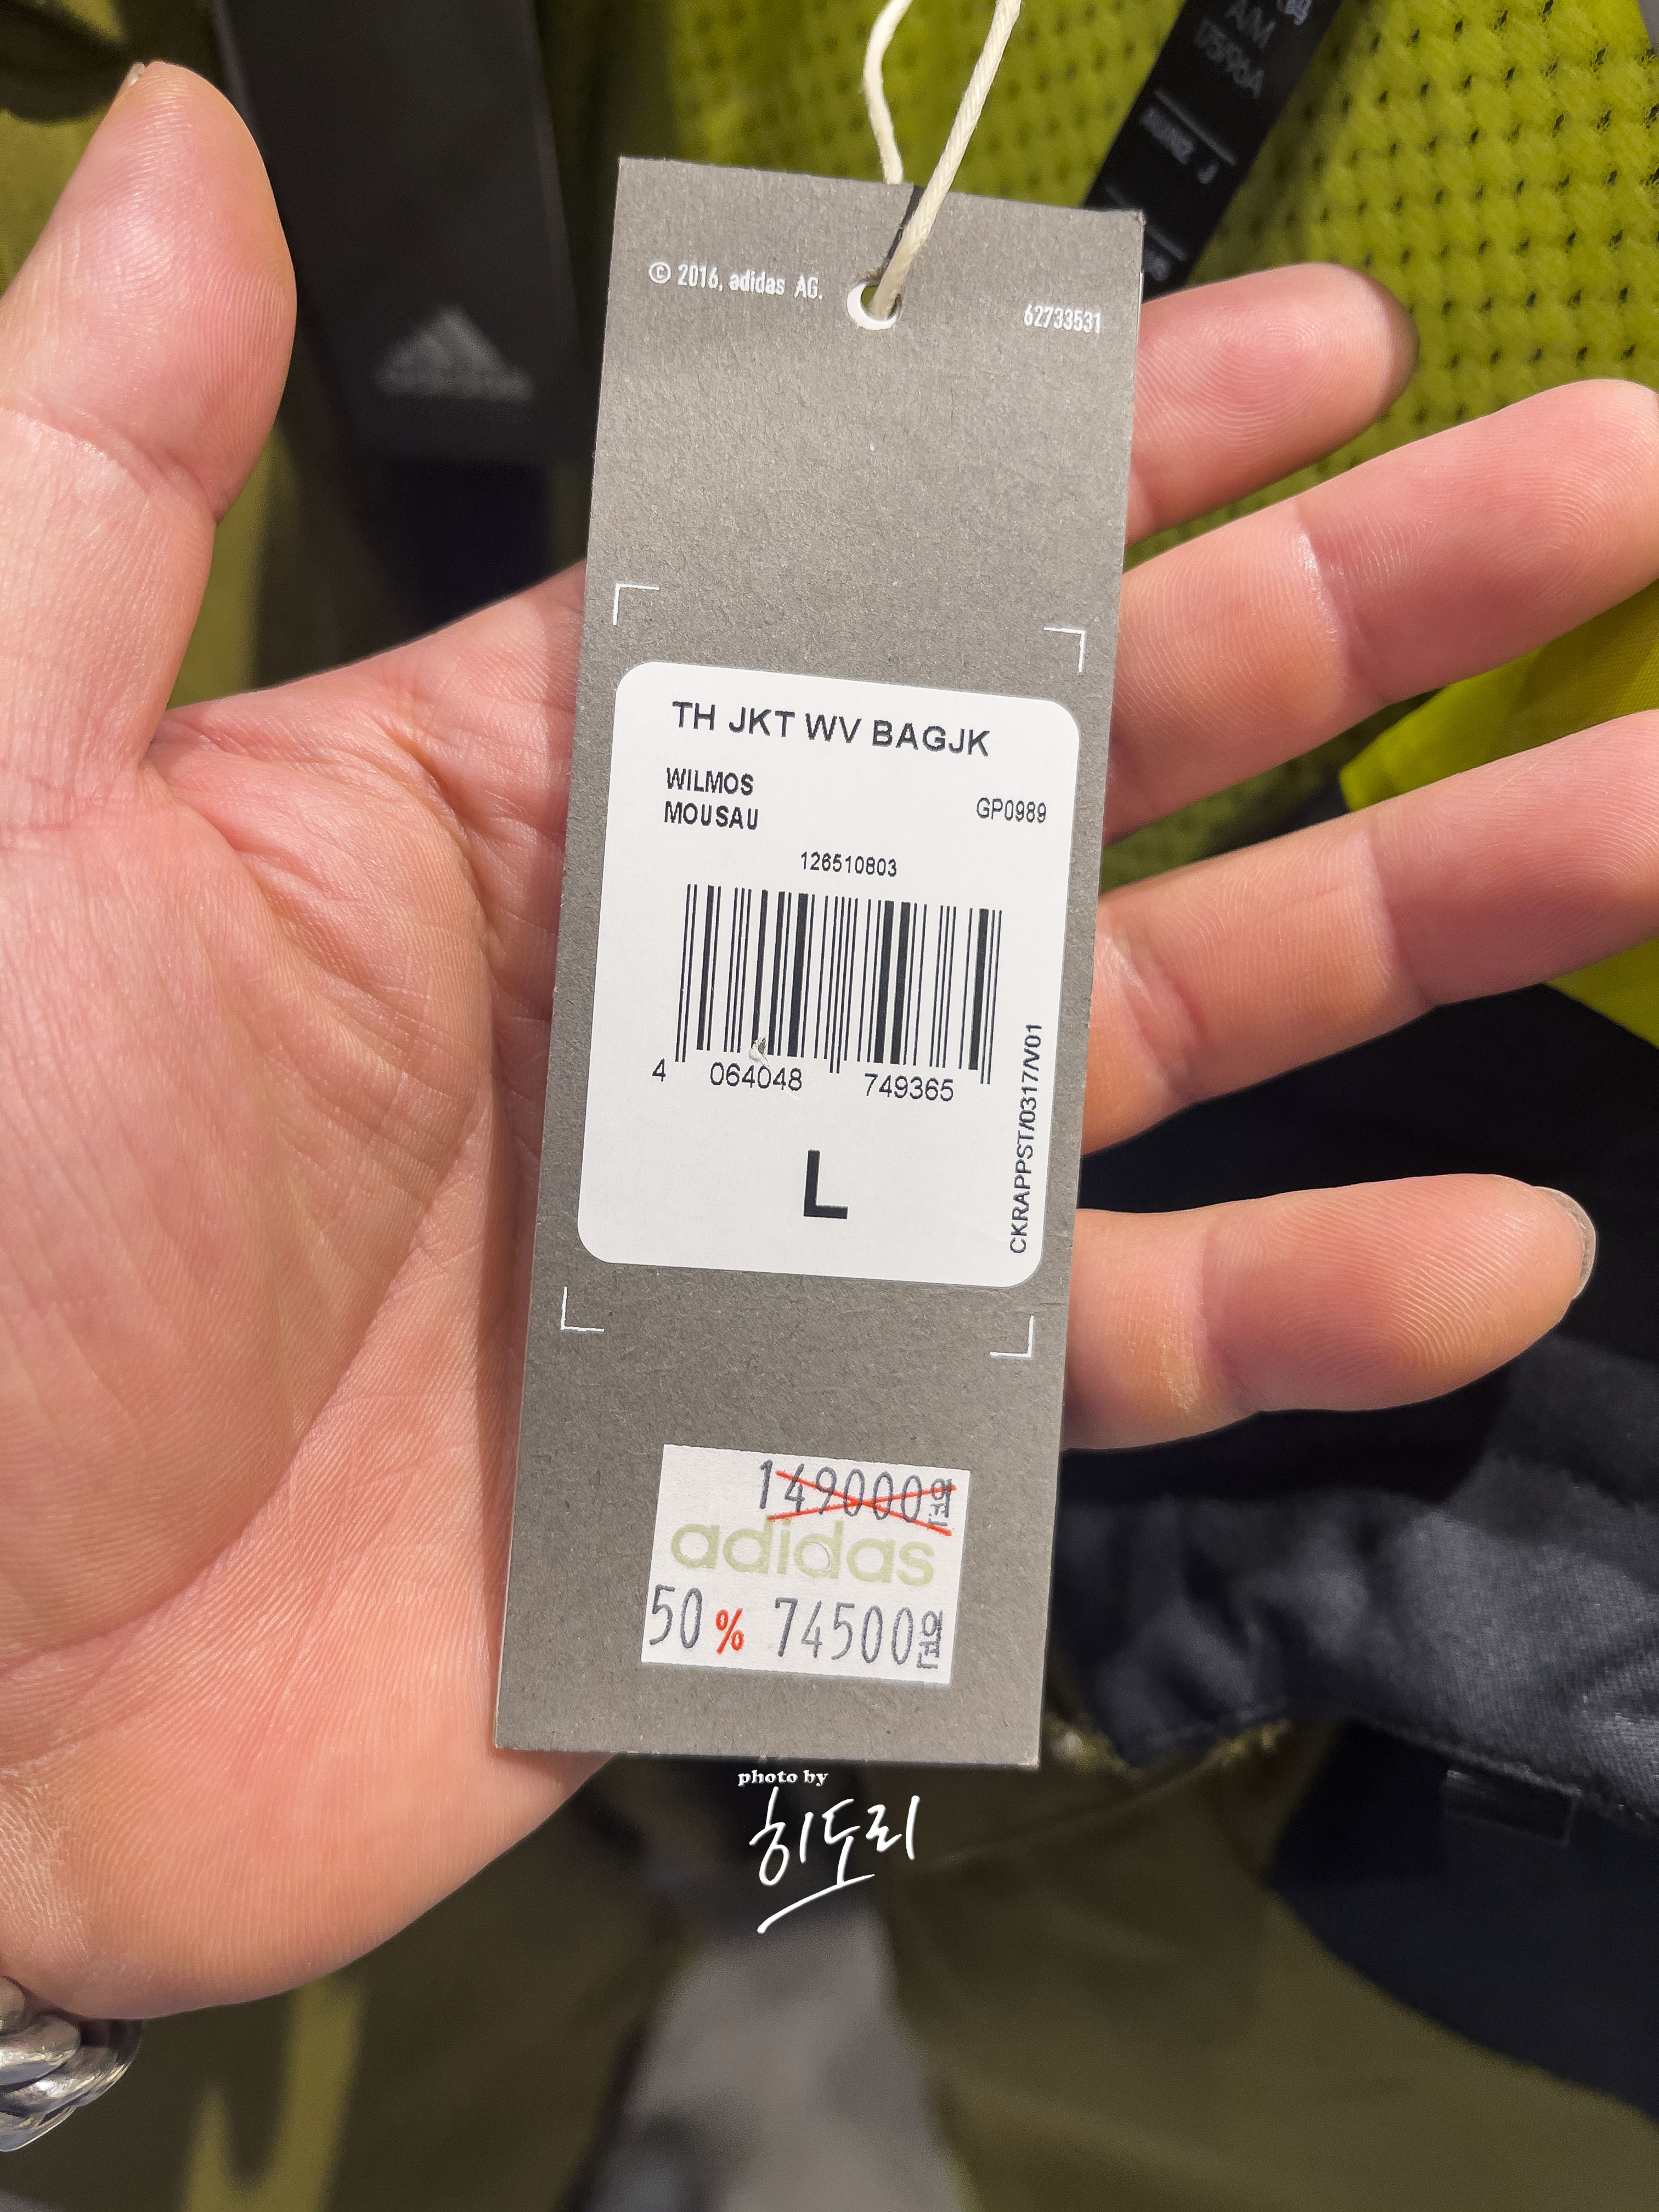 © 2016, adidas AG.
62733531
TH JKT WV BAGJK
WILMOS
MOUSAU
GP0989
126510803
4 064048 749365
CKRAPPST/0317/V01
L
149000원
adidas
50% 74500원
photo by
히도리
A/M
175/96A